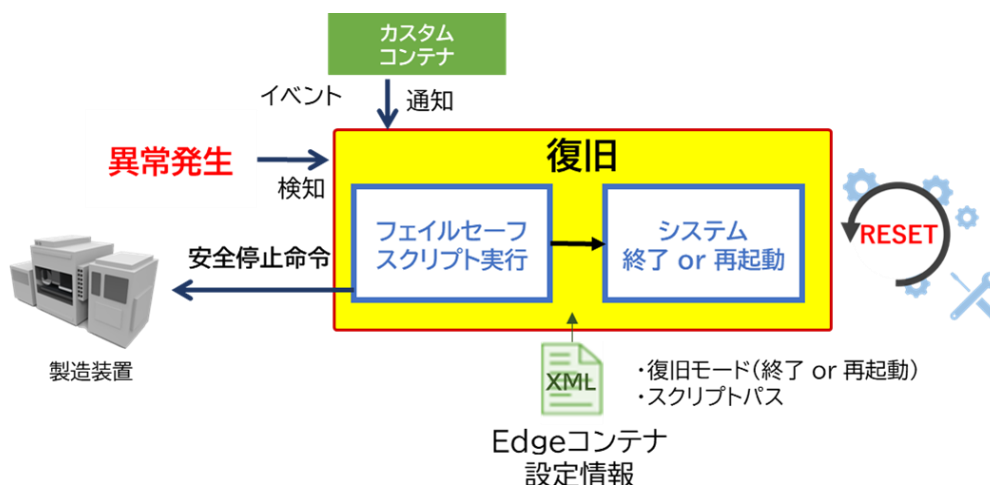 カスタム
コンテナ
イベント
通知
異常発生
検知
復旧
フェイルセーフ
スクリプト実行
システム
終了 or 再起動
RESET
安全停止命令
製造装置
XML
・復旧モード(終了 or 再起動)
・スクリプトパス
Edgeコンテナ
設定情報